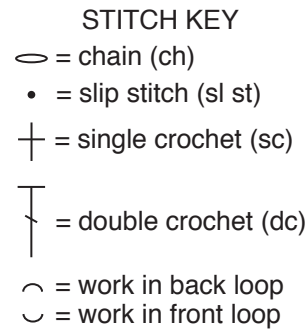 STITCH KEY
= chain (ch)
= slip stitch (sl st)
= single crochet (sc)
= double crochet (dc)
= work in back loop
= work in front loop